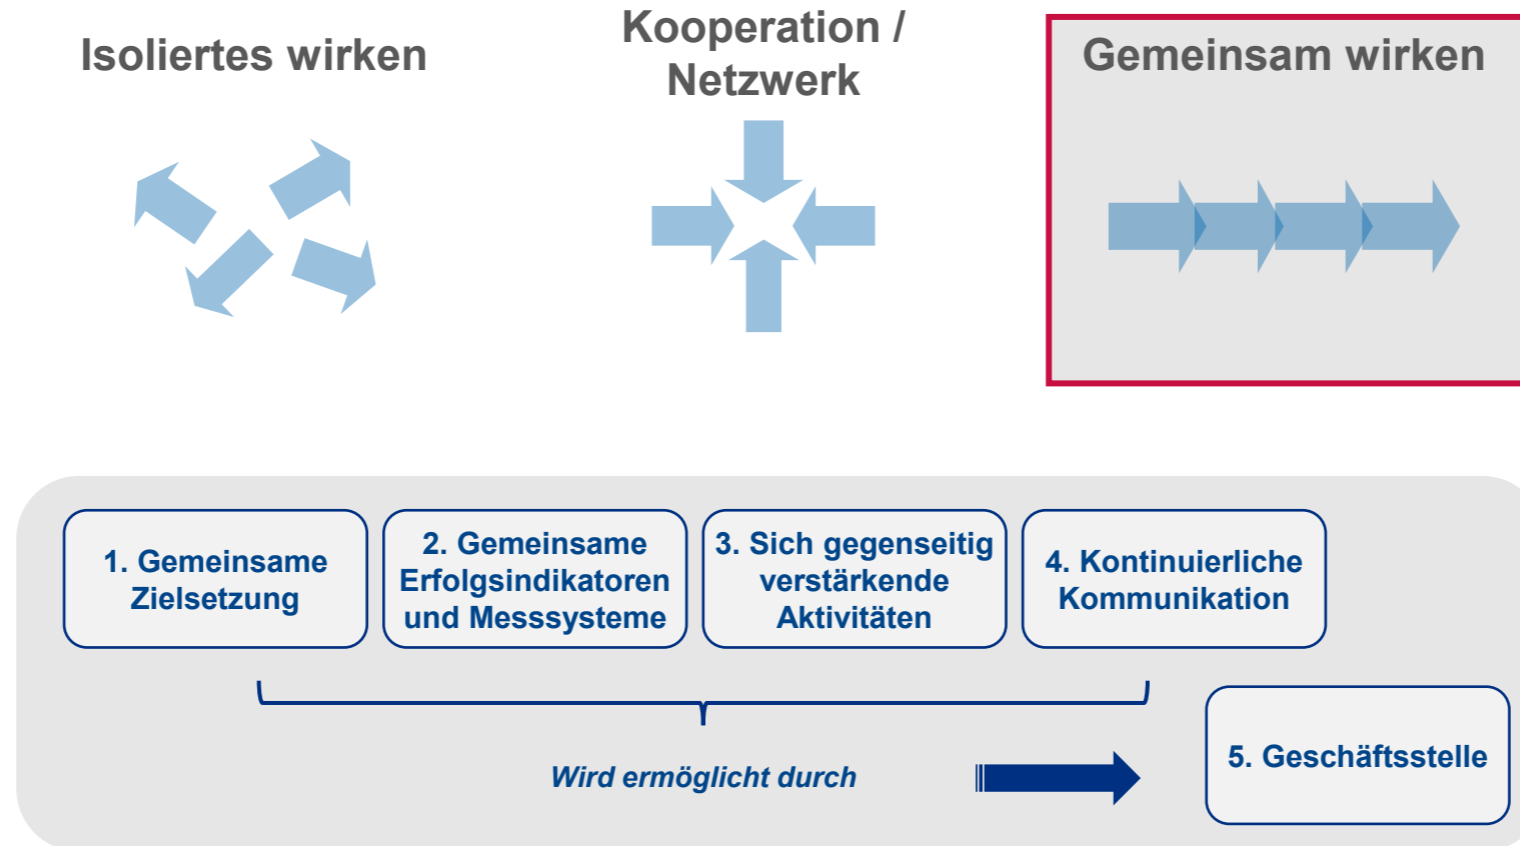 Isoliertes wirken
Kooperation /
Netzwerk
Gemeinsam wirken
1. Gemeinsame
Zielsetzung
2. Gemeinsame
Erfolgsindikatoren
und Messsysteme
3. Sich gegenseitig
verstärkende
Aktivitäten
4. Kontinuierliche
Kommunikation
Wird ermöglicht durch
5. Geschäftsstelle